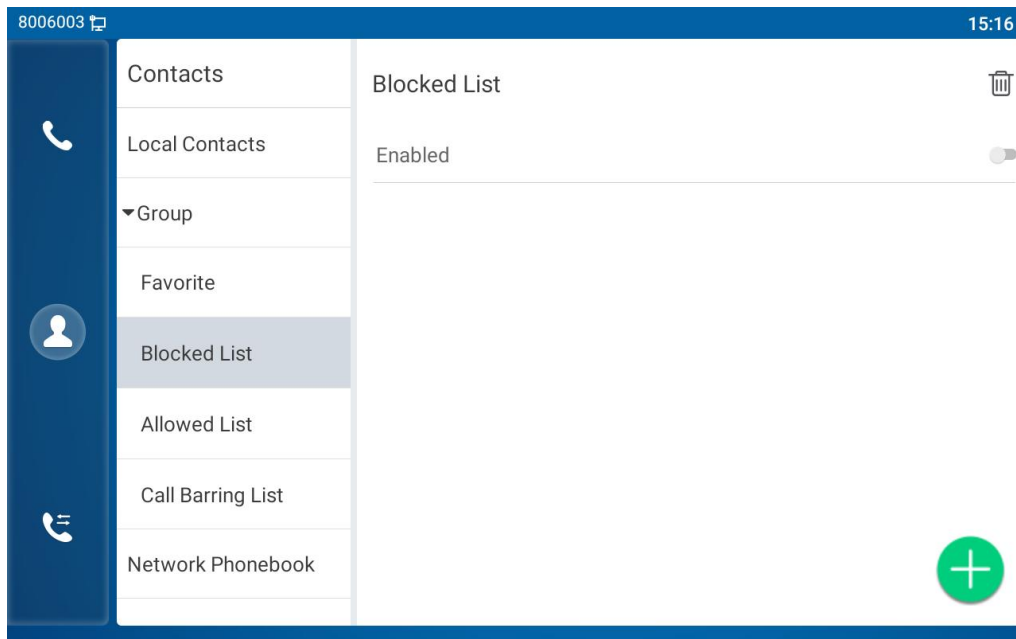 8006003
15:16
Contacts
Local Contacts
Group
Favorite
Blocked List
Allowed List
Call Barring List
Network Phonebook
Blocked List
Enabled